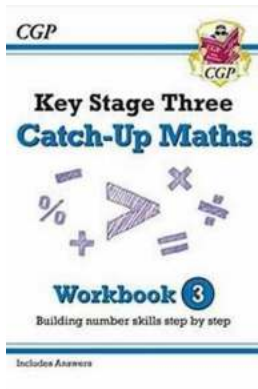 CGP
CGP
Key Stage Three
Catch-Up Maths
%
Workbook 3
Building number skills step by step
Includes Answers